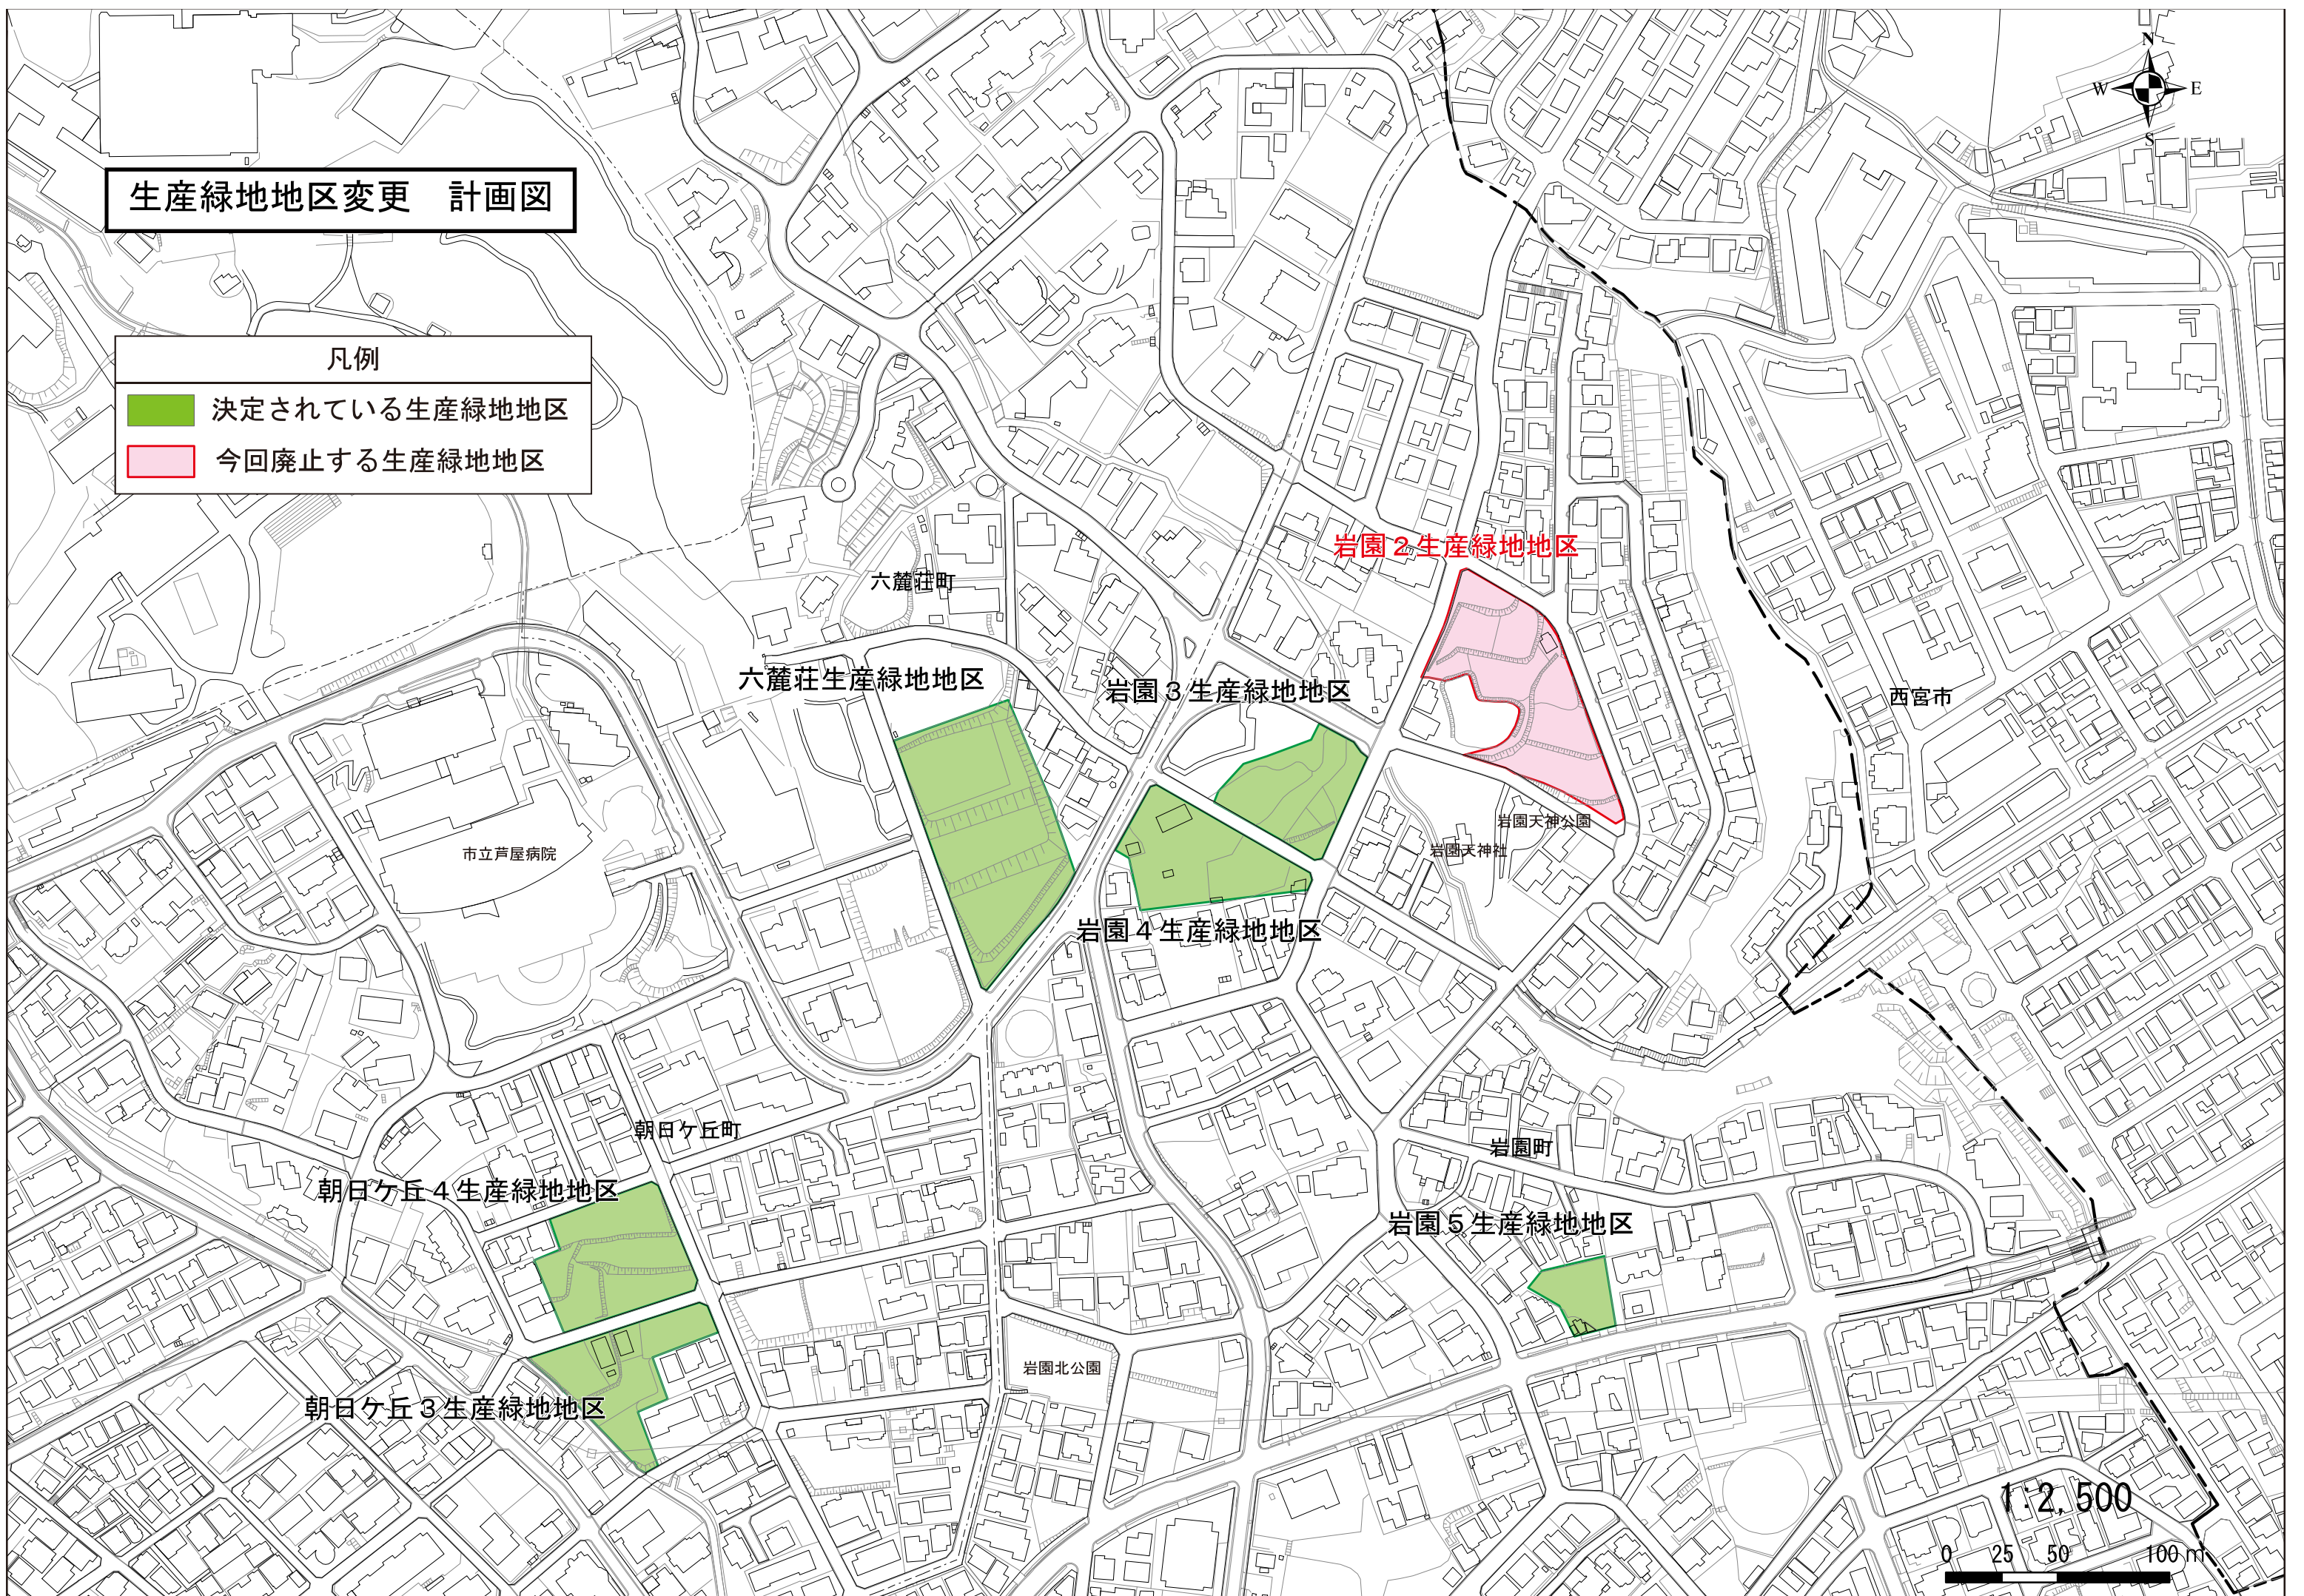 N
W E
S
生産緑地地区変更　計画図
凡例
決定されている生産緑地地区
今回廃止する生産緑地地区
岩園２生産緑地地区
六麓荘町
六麓荘生産緑地地区
岩園３生産緑地地区
西宮市
岩園天神公園
岩園天神社
市立芦屋病院
岩園４生産緑地地区
朝日ケ丘町
岩園町
朝日ケ丘４生産緑地地区
岩園５生産緑地地区
岩園北公園
朝日ケ丘３生産緑地地区
1:2,500
0 25 50 100 m